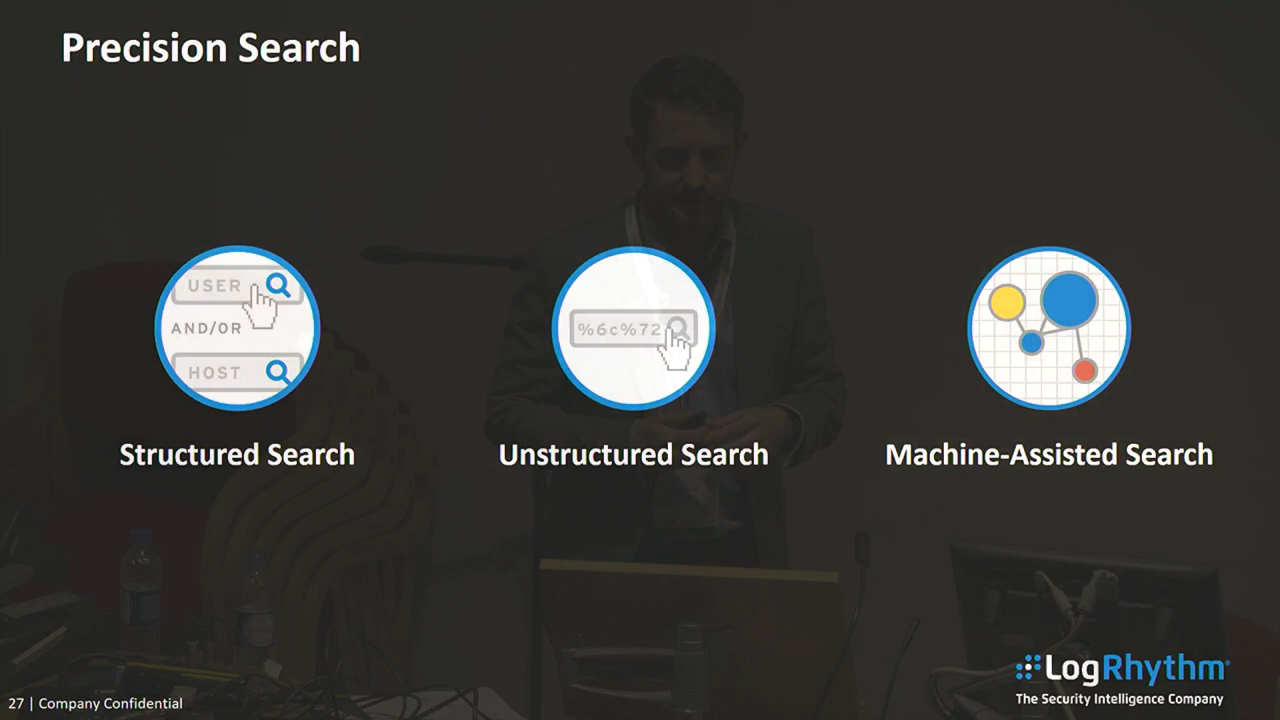 Precision Search
USER
AND/OR
HOST
%6c%72
Structured Search
Unstructured Search
Machine-Assisted Search
LogRhythm
The Security Intelligence Company
27 | Company Confidential